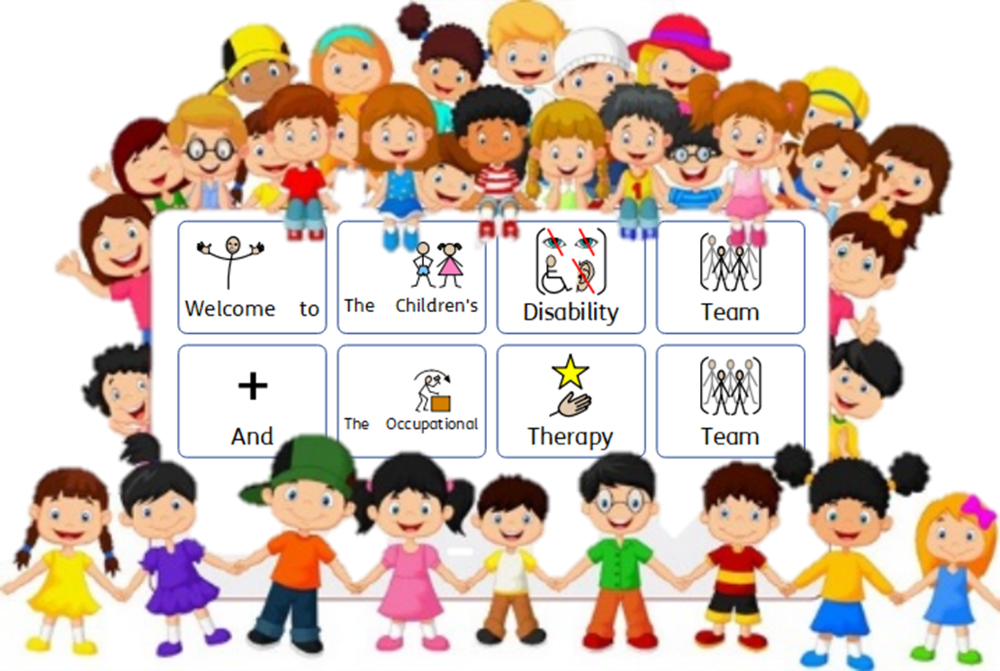 Welcome to The Children's Disability Team
And The Occupational Therapy Team